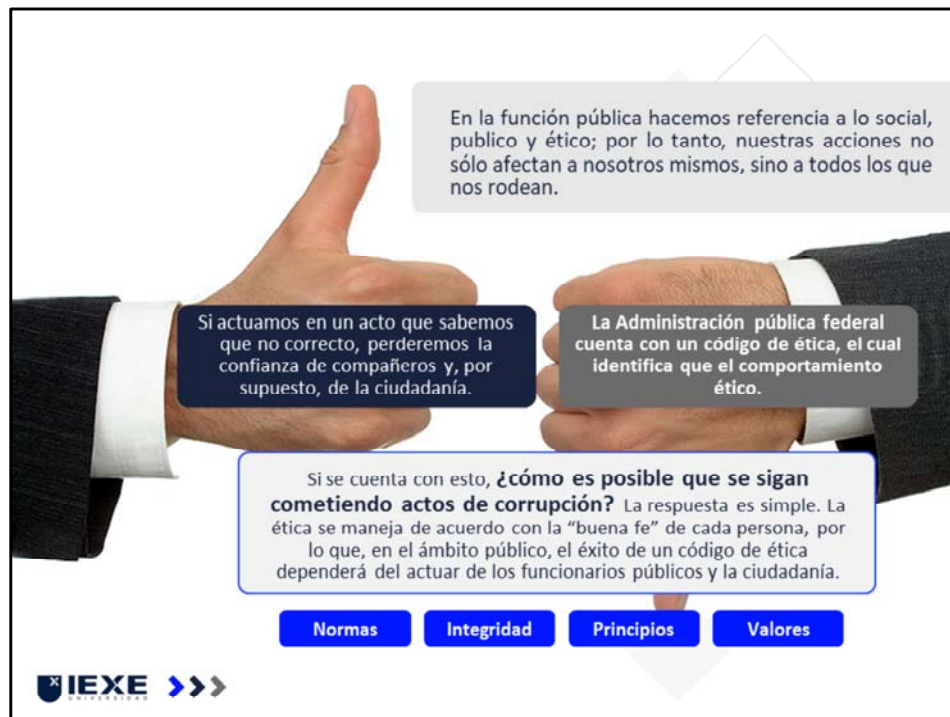 En la función pública hacemos referencia a lo social,
publico y ético; por lo tanto, nuestras acciones no
sólo afectan a nosotros mismos, sino a todos los que
nos rodean.
Si actuamos en un acto que sabemos
que no correcto, perderemos la
confianza de compañeros y, por
supuesto, de la ciudadanía.
La Administración pública federal
cuenta con un código de ética, el cual
identifica que el comportamiento
ético.
Si se cuenta con esto, ¿cómo es posible que se sigan
cometiendo actos de corrupción? La respuesta es simple. La
ética se maneja de acuerdo con la “buena fe” de cada persona, por
lo que, en el ámbito público, el éxito de un código de ética
dependerá del actuar de los funcionarios públicos y la ciudadanía.
Normas
Integridad
Principios
Valores
IEXE
UNIVERSIDAD